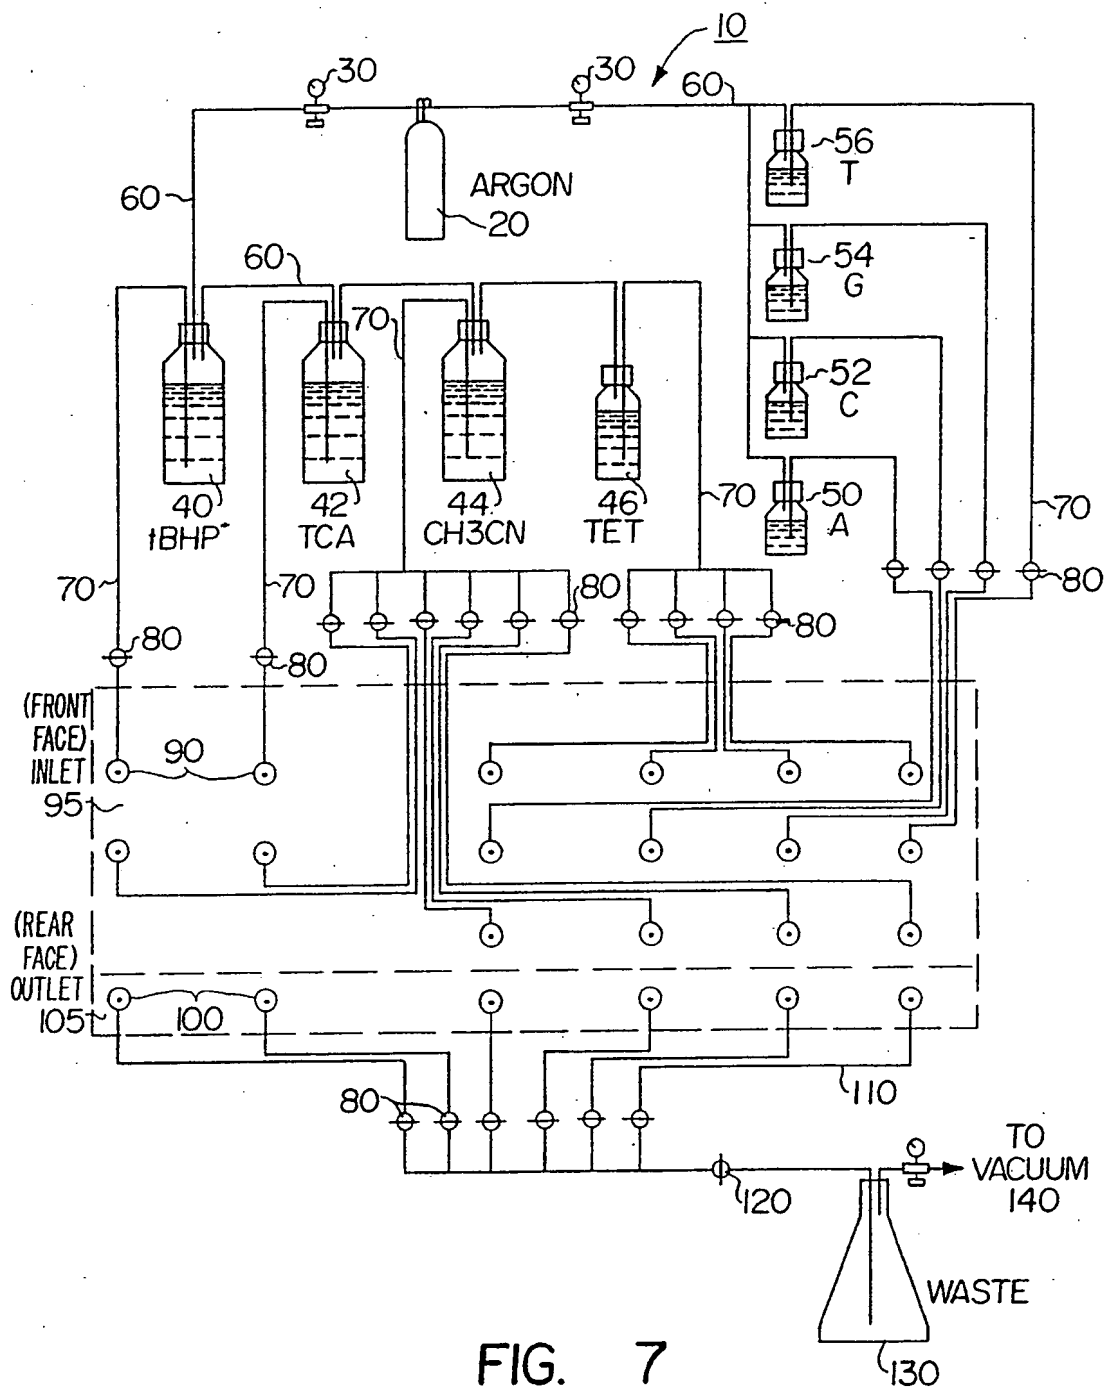 10
30
30
60
56
T
60
ARGON
20
54
G
60
70
52
C
40
tBHP
42
TCA
44
CH3CN
46
TET
70
50
A
70
70
70
80
80
80
80
80
(FRONT
FACE)
INLET
90
95
(REAR
FACE)
OUTLET
105
100
80
110
120
TO
VACUUM
140
WASTE
130
FIG. 7